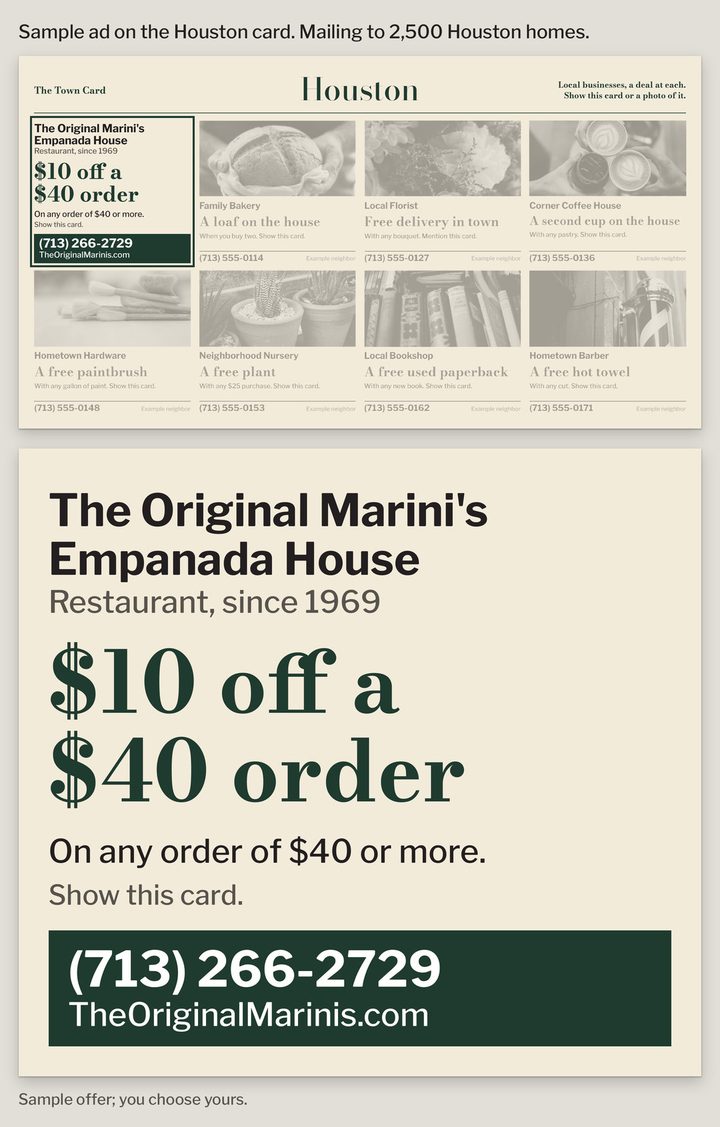 Sample ad on the Houston card. Mailing to 2,500 Houston homes.
The Town Card
Houston
Local businesses, a deal at each.
Show this card or a photo of it.
The Original Marini's
Empanada House
Restaurant, since 1969
$10 off a
$40 order
On any order of $40 or more.
Show this card.
(713) 266-2729
TheOriginalMarinis.com
Family Bakery
A loaf on the house
When you buy two. Show this card.
(713) 555-0114
Example neighbor
Local Florist
Free delivery in town
With any bouquet. Mention this card.
(713) 555-0127
Example neighbor
Corner Coffee House
A second cup on the house
With any pastry. Show this card.
(713) 555-0136
Example neighbor
Hometown Hardware
A free paintbrush
With any gallon of paint. Show this card.
(713) 555-0148
Example neighbor
Neighborhood Nursery
A free plant
With any $25 purchase. Show this card.
(713) 555-0153
Example neighbor
Local Bookshop
A free used paperback
With any new book. Show this card.
(713) 555-0162
Example neighbor
Hometown Barber
A free hot towel
With any cut. Show this card.
(713) 555-0171
Example neighbor
The Original Marini's
Empanada House
Restaurant, since 1969
$10 off a
$40 order
On any order of $40 or more.
Show this card.
(713) 266-2729
TheOriginalMarinis.com
Sample offer; you choose yours.